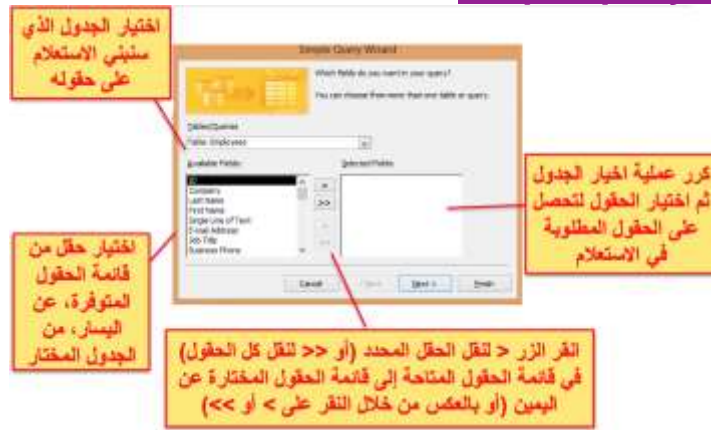 اختيار الجدول الذي
سنبني الاستعلام
على حقوله
Simple Query Wizard
Which fields do you want in your query?
You can choose from more than one table or query.
Tables/Queries
Table: Employees
Available Fields:
Selected Fields:
ID
Company
Last Name
First Name
Single Line of Text
E-mail Address
Job Title
Business Phone
>
>>
<
<<
Cancel
Next >
Finish
كرر عملية اخيار الجدول
ثم اختيار الحقول لتحصل
على الحقول المطلوبة
في الاستعلام
اختيار حقل من
قائمة الحقول
المتوفرة، عن
اليسار، من
الجدول المختار
انقر الزر > لنقل الحقل المحدد (أو >> لنقل كل الحقول)
في قائمة الحقول المتاحة إلى قائمة الحقول المختارة عن
اليمين (أو بالعكس من خلال النقر على < أو <<)